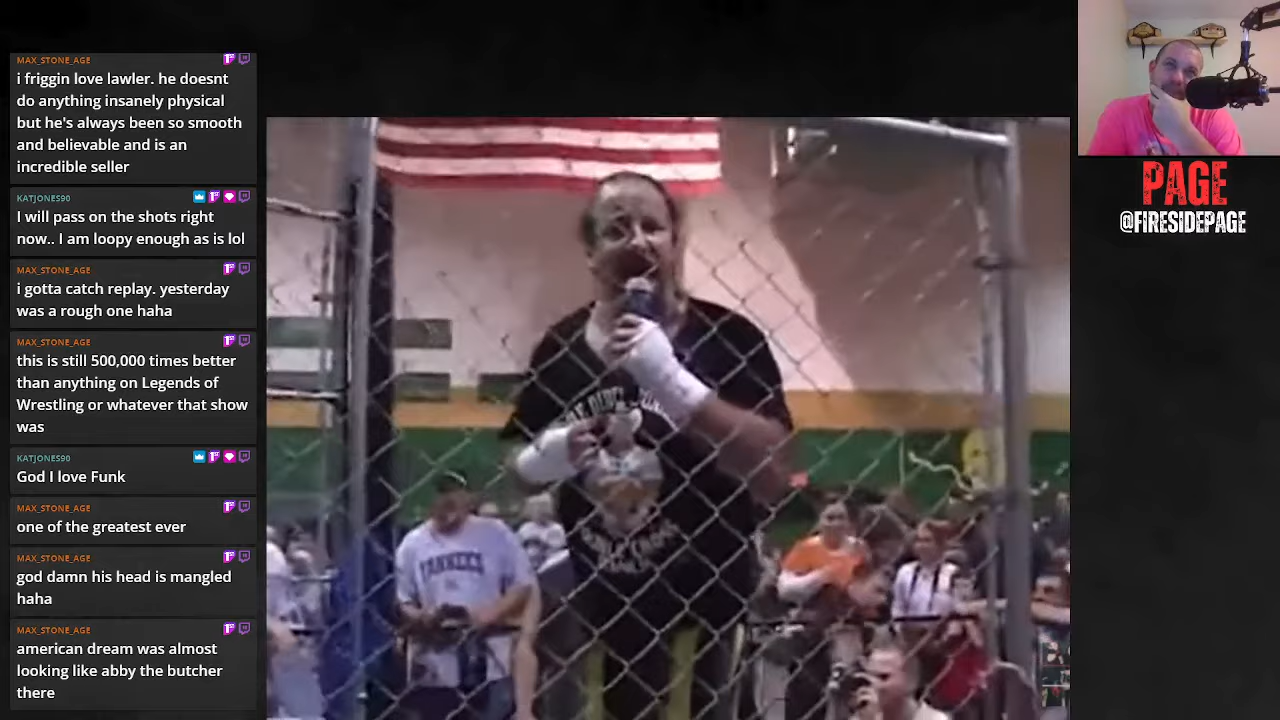 MAX_STONE_AGE
i friggin love lawler. he doesnt
do anything insanely physical
but he's always been so smooth
and believable and is an
incredible seller
KATJONES90
I will pass on the shots right
now.. I am loopy enough as is lol
MAX_STONE_AGE
i gotta catch replay. yesterday
was a rough one haha
MAX_STONE_AGE
this is still 500,000 times better
than anything on Legends of
Wrestling or whatever that show
was
KATJONES90
God I love Funk
MAX_STONE_AGE
one of the greatest ever
MAX_STONE_AGE
god damn his head is mangled
haha
MAX_STONE_AGE
american dream was almost
looking like abby the butcher
there
YANKEES
PAGE
@FIRESIDEPAGE